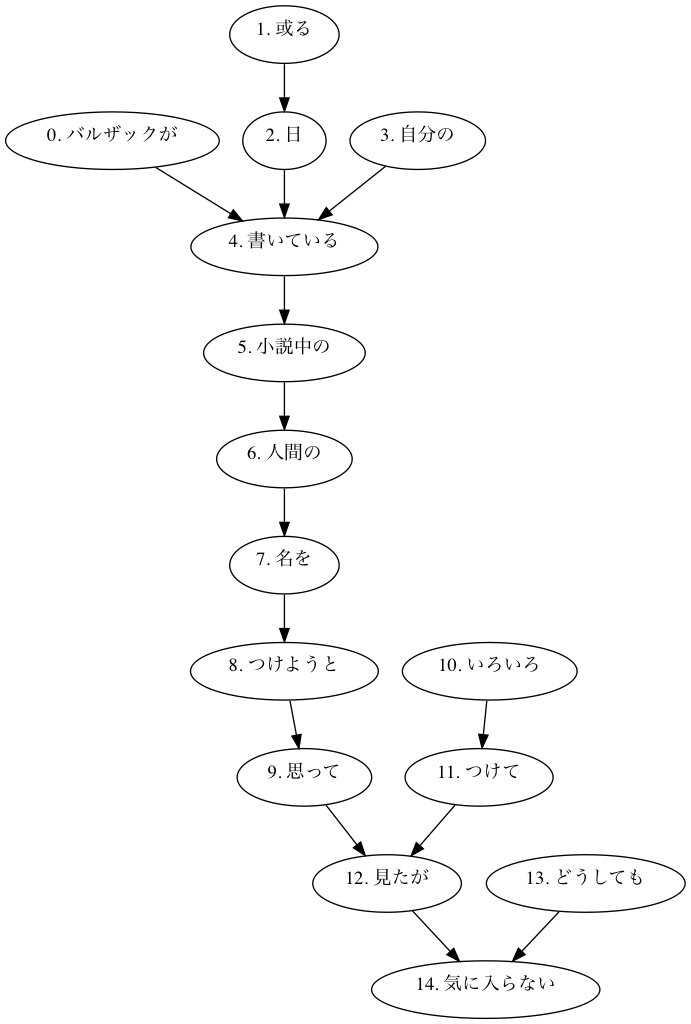 1. 或る
0. バルザックが
2. 日
3. 自分の
4. 書いている
5. 小説中の
6. 人間の
7. 名を
8. つけようと
10. いろいろ
9. 思って
11. つけて
12. 見たが
13. どうしても
14. 気に入らない